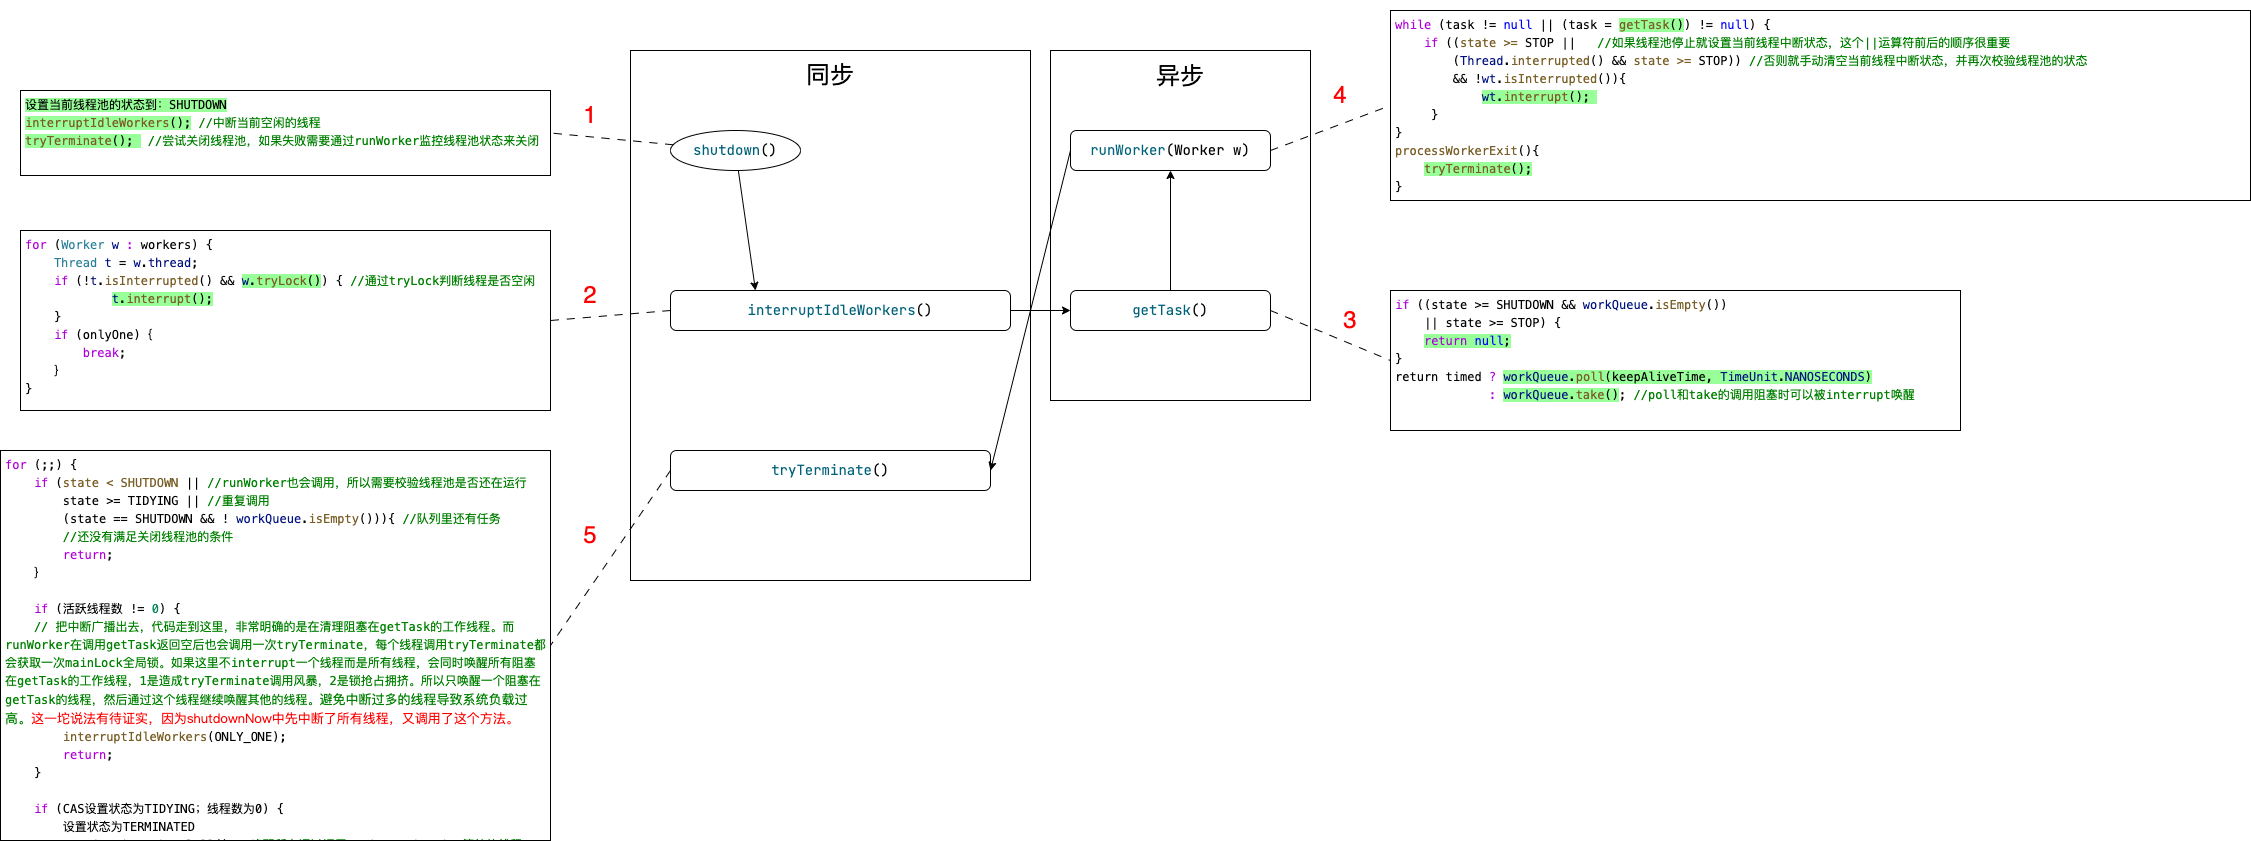 设置当前线程池的状态到：SHUTDOWN
interruptIdleWorkers(); //中断当前空闲的线程
tryTerminate(); //尝试关闭线程池，如果失败需要通过runWorker监控线程池状态来关闭
1
同步
shutdown()
异步
runWorker(Worker w)
4
while (task != null || (task = getTask()) != null) {
if ((state >= STOP || //如果线程池停止就设置当前线程中断状态，这个||运算符前后的顺序很重要
(Thread.interrupted() && state >= STOP)) //否则就手动清空当前线程中断状态，并再次校验线程池的状态
&& !wt.isInterrupted()){
wt.interrupt();
}
}
processWorkerExit(){
tryTerminate();
}
for (Worker w : workers) {
Thread t = w.thread;
if (!t.isInterrupted() && w.tryLock()) { //通过tryLock判断线程是否空闲
t.interrupt();
}
if (onlyOne) {
break;
}
}
2
interruptIdleWorkers()
getTask()
3
if ((state >= SHUTDOWN && workQueue.isEmpty())
|| state >= STOP) {
return null;
}
return timed ? workQueue.poll(keepAliveTime, TimeUnit.NANOSECONDS)
: workQueue.take(); //poll和take的调用阻塞时可以被interrupt唤醒
tryTerminate()
5
for (;;) {
if (state < SHUTDOWN || //runWorker也会调用，所以需要校验线程池是否还在运行
state >= TIDYING || //重复调用
(state == SHUTDOWN && ! workQueue.isEmpty())){ //队列里还有任务
//还没有满足关闭线程池的条件
return;
}
if (活跃线程数 != 0) {
// 把中断广播出去，代码走到这里，非常明确的是在清理阻塞在getTask的工作线程。而
runWorker在调用getTask返回空后也会调用一次tryTerminate，每个线程调用tryTerminate都
会获取一次mainLock全局锁。如果这里不interrupt一个线程而是所有线程，会同时唤醒所有阻塞
在getTask的工作线程，1是造成tryTerminate调用风暴，2是锁抢占拥挤。所以只唤醒一个阻塞在
getTask的线程，然后通过这个线程继续唤醒其他的线程。避免中断过多的线程导致系统负载过
高。这一坨说法有待证实，因为shutdownNow中先中断了所有线程，又调用了这个方法。
interruptIdleWorkers(ONLY_ONE);
return;
}
if (CAS设置状态为TIDYING；线程数为0) {
设置状态为TERMINATED